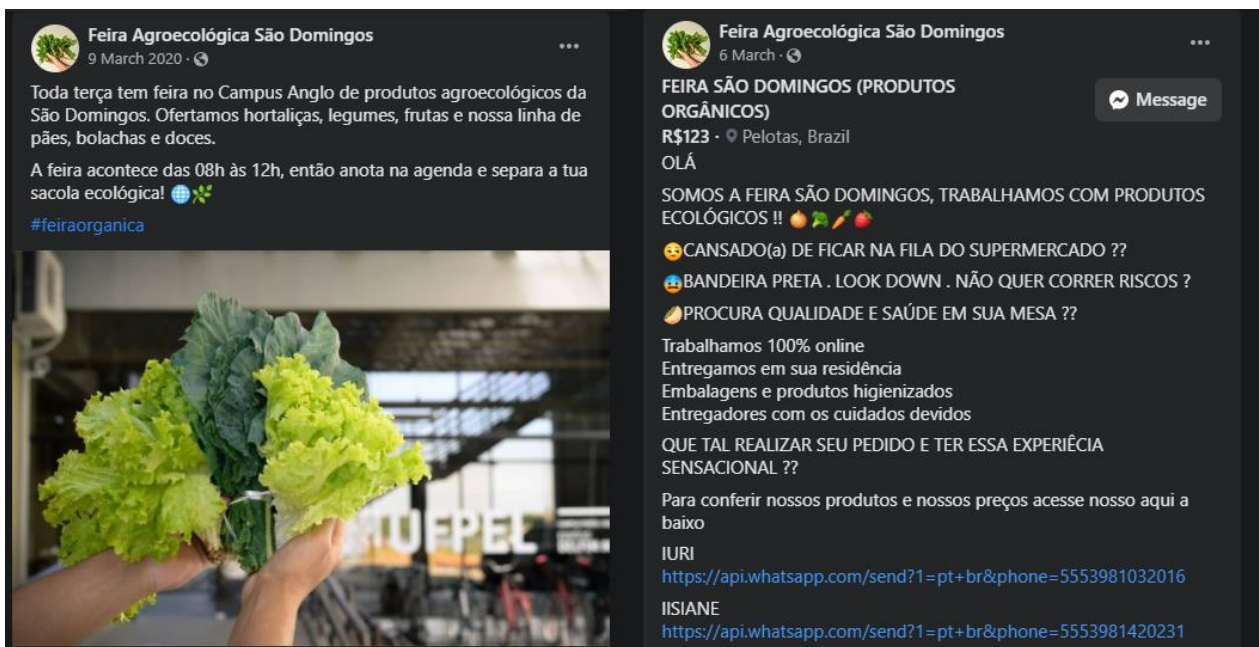 Feira Agroecológica São Domingos
9 March 2020 ·
Toda terça tem feira no Campus Anglo de produtos agroecológicos da
São Domingos. Ofertamos hortaliças, legumes, frutas e nossa linha de
pães, bolachas e doces.
A feira acontece das 08h às 12h, então anota na agenda e separa a tua
sacola ecológica! 🌐🌿
#feiraorganica
UFPEL
Feira Agroecológica São Domingos
6 March ·
FEIRA SÃO DOMINGOS (PRODUTOS
ORGÂNICOS)
Message
R$123 · Pelotas, Brazil
OLÁ
SOMOS A FEIRA SÃO DOMINGOS, TRABALHAMOS COM PRODUTOS
ECOLÓGICOS !! 🧅🥦🥕🍓
😒CANSADO(a) DE FICAR NA FILA DO SUPERMERCADO ??
🥶BANDEIRA PRETA . LOOK DOWN . NÃO QUER CORRER RISCOS ?
🥟PROCURA QUALIDADE E SAÚDE EM SUA MESA ??
Trabalhamos 100% online
Entregamos em sua residência
Embalagens e produtos higienizados
Entregadores com os cuidados devidos
QUE TAL REALIZAR SEU PEDIDO E TER ESSA EXPERIÊCIA
SENSACIONAL ??
Para conferir nossos produtos e nossos preços acesse nosso aqui a
baixo
IURI
https://api.whatsapp.com/send?1=pt+br&phone=5553981032016
IISIANE
https://api.whatsapp.com/send?1=pt+br&phone=5553981420231